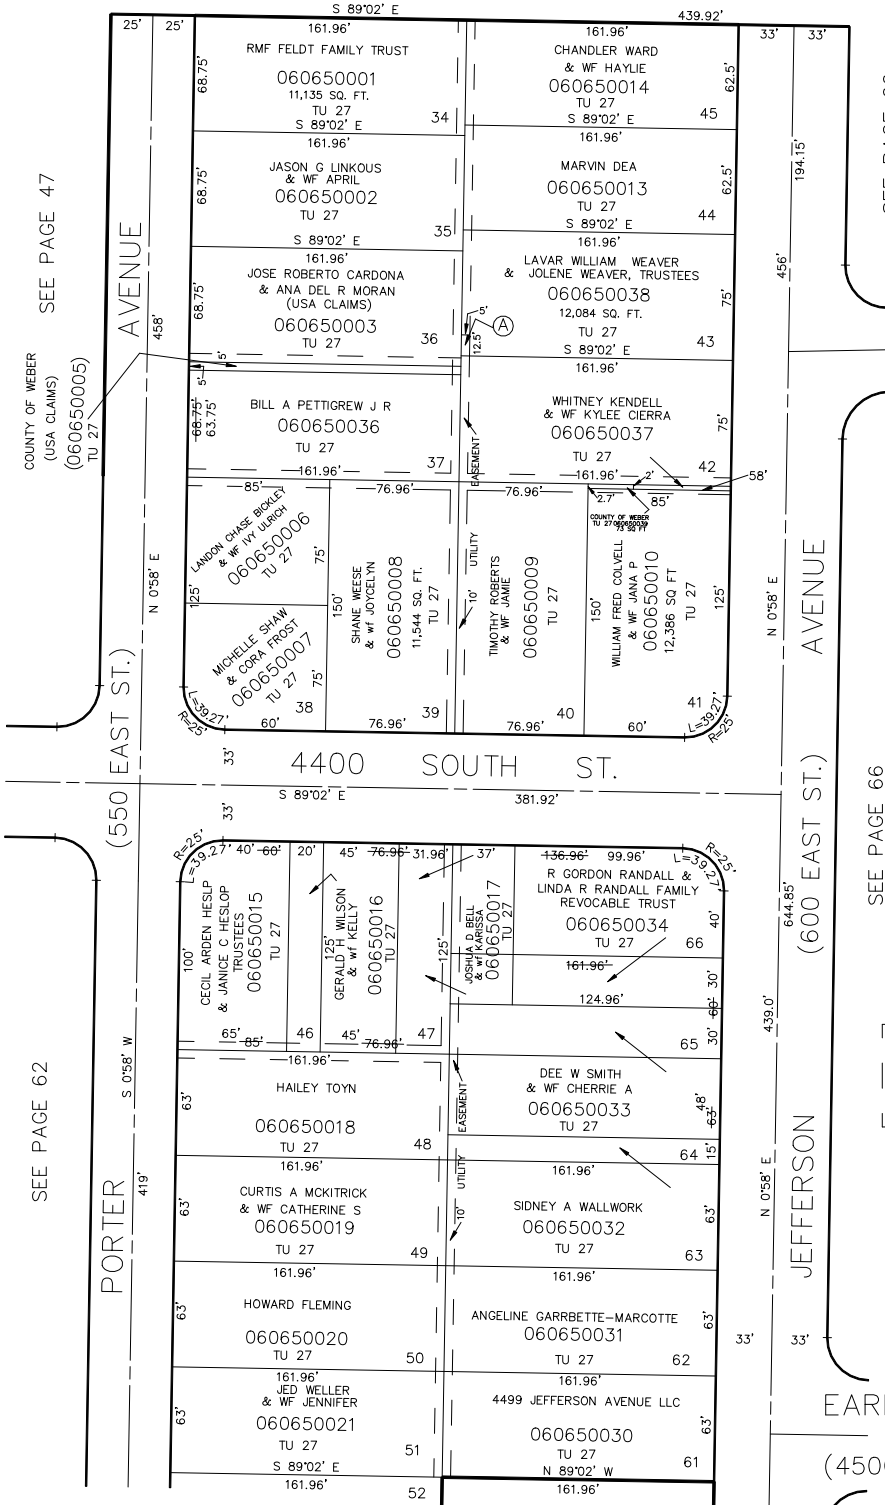 S 89°02' E
439.92'
25'
25'
161.96'
161.96'
33'
33'
RMF FELDT FAMILY TRUST
060650001
11,135 SQ. FT.
TU 27
34
68.75'
S 89°02' E
161.96'
CHANDLER WARD
& WF HAYLIE
060650014
TU 27
45
62.5'
S 89°02' E
161.96'
194.15'
JASON G LINKOUS
& WF APRIL
060650002
TU 27
35
68.75'
S 89°02' E
161.96'
MARVIN DEA
060650013
TU 27
44
62.5'
S 89°02' E
161.96'
SEE PAGE 47
AVENUE
458'
456'
JOSE ROBERTO CARDONA
& ANA DEL R MORAN
(USA CLAIMS)
060650003
TU 27
36
68.75'
LAVAR WILLIAM WEAVER
& JOLENE WEAVER, TRUSTEES
060650038
12,084 SQ. FT.
TU 27
43
75'
S 89°02' E
161.96'
5'
A
12.5'
5'
5'
COUNTY OF WEBER
(USA CLAIMS)
(060650005)
TU 27
BILL A PETTIGREW J R
060650036
TU 27
37
68.75'
63.75'
161.96'
WHITNEY KENDELL
& WF KYLEE CIERRA
060650037
TU 27
42
75'
161.96'
EASEMENT
UTILITY
10'
2'
58'
85'
76.96'
76.96'
2.7'
85'
COUNTY OF WEBER
TU 27 060650039
73 SQ FT
LANDON CHASE BICKLEY
& WF IVY ULRICH
060650006
TU 27
75'
125'
N 0°58' E
MICHELLE SHAW
& CORA FROST
060650007
TU 27
75'
38
L=39.27'
R=25'
60'
150'
SHANE WEESE
& wf JOYCELYN
060650008
11,544 SQ. FT.
TU 27
39
76.96'
TIMOTHY ROBERTS
& WF JAMIE
060650009
TU 27
40
76.96'
150'
WILLIAM FRED COLVELL
& WF JANA P
060650010
12,386 SQ FT
TU 27
41
125'
60'
L=39.27'
R=25'
N 0°58' E
AVENUE
(550 EAST ST.)
33'
4400 SOUTH ST.
S 89°02' E
381.92'
33'
(600 EAST ST.)
SEE PAGE 66
R=25'
L=39.27'
40'
60'
20'
45'
76.96'
31.96'
37'
136.96'
99.96'
L=39.27'
R=25'
CECIL ARDEN HESLP
& JANICE C HESLOP
TRUSTEES
060650015
TU 27
100'
65'
85'
46
125'
GERALD H WILSON
& wf KELLY
060650016
TU 27
45'
76.96'
47
125'
JOSHUA D BELL
& wf KARISSA
060650017
TU 27
R GORDON RANDALL &
LINDA R RANDALL FAMILY
REVOCABLE TRUST
060650034
TU 27
66
40'
161.96'
30'
124.96'
60'
30'
65
644.85'
439.0'
SEE PAGE 62
S 0°58' W
161.96'
HAILEY TOYN
060650018
TU 27
48
63'
161.96'
DEE W SMITH
& WF CHERRIE A
060650033
TU 27
48'
63'
64
15'
161.96'
EASEMENT
UTILITY
10'
PORTER
419'
CURTIS A MCKITRICK
& WF CATHERINE S
060650019
TU 27
49
63'
161.96'
SIDNEY A WALLWORK
060650032
TU 27
63
63'
161.96'
N 0°58' E
JEFFERSON
HOWARD FLEMING
060650020
TU 27
50
63'
161.96'
ANGELINE GARRBETTE-MARCOTTE
060650031
TU 27
62
63'
161.96'
33'
33'
JED WELLER
& WF JENNIFER
060650021
TU 27
51
63'
S 89°02' E
161.96'
52
4499 JEFFERSON AVENUE LLC
060650030
TU 27
61
63'
N 89°02' W
161.96'